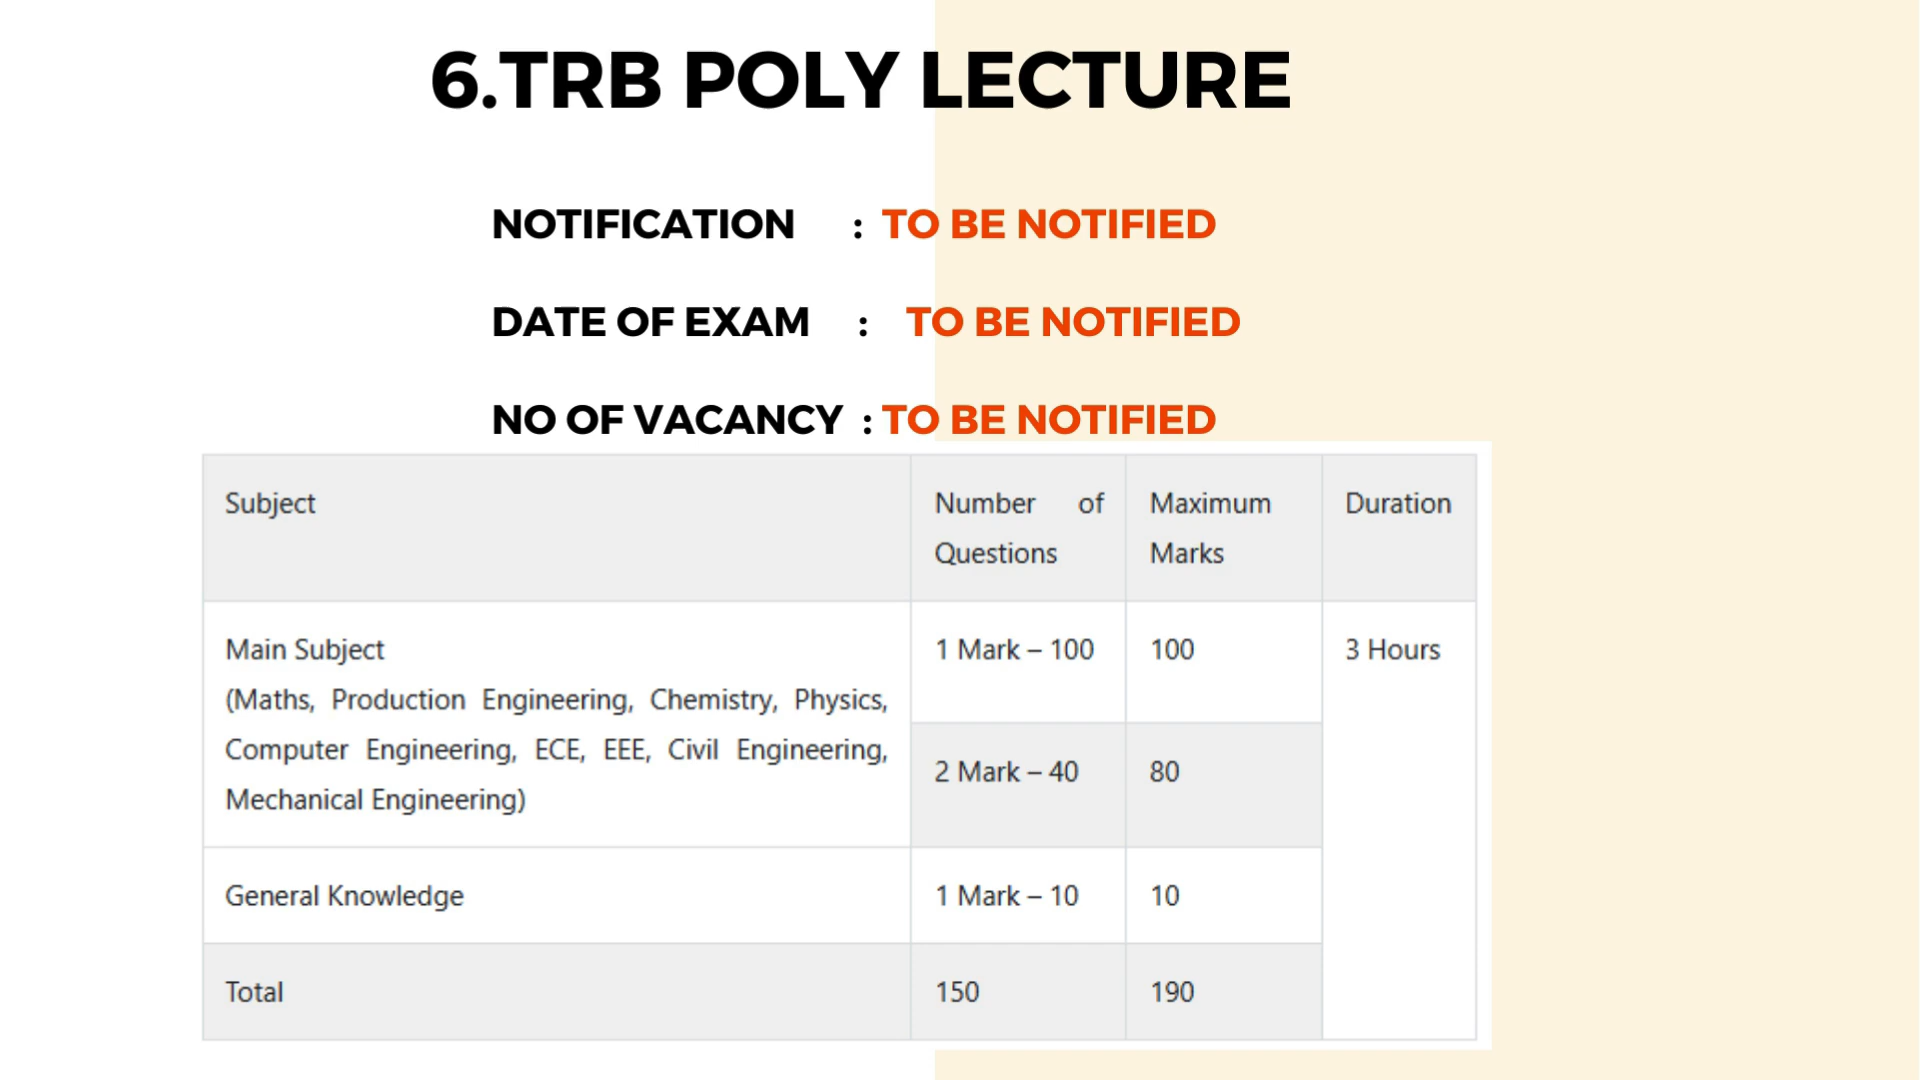 6.TRB POLY LECTURE
NOTIFICATION : TO BE NOTIFIED
DATE OF EXAM : TO BE NOTIFIED
NO OF VACANCY : TO BE NOTIFIED
Subject
Number of
Questions
Maximum
Marks
Duration
Main Subject
(Maths, Production Engineering, Chemistry, Physics,
Computer Engineering, ECE, EEE, Civil Engineering,
Mechanical Engineering)
1 Mark – 100
100
3 Hours
2 Mark – 40
80
General Knowledge
1 Mark – 10
10
Total
150
190